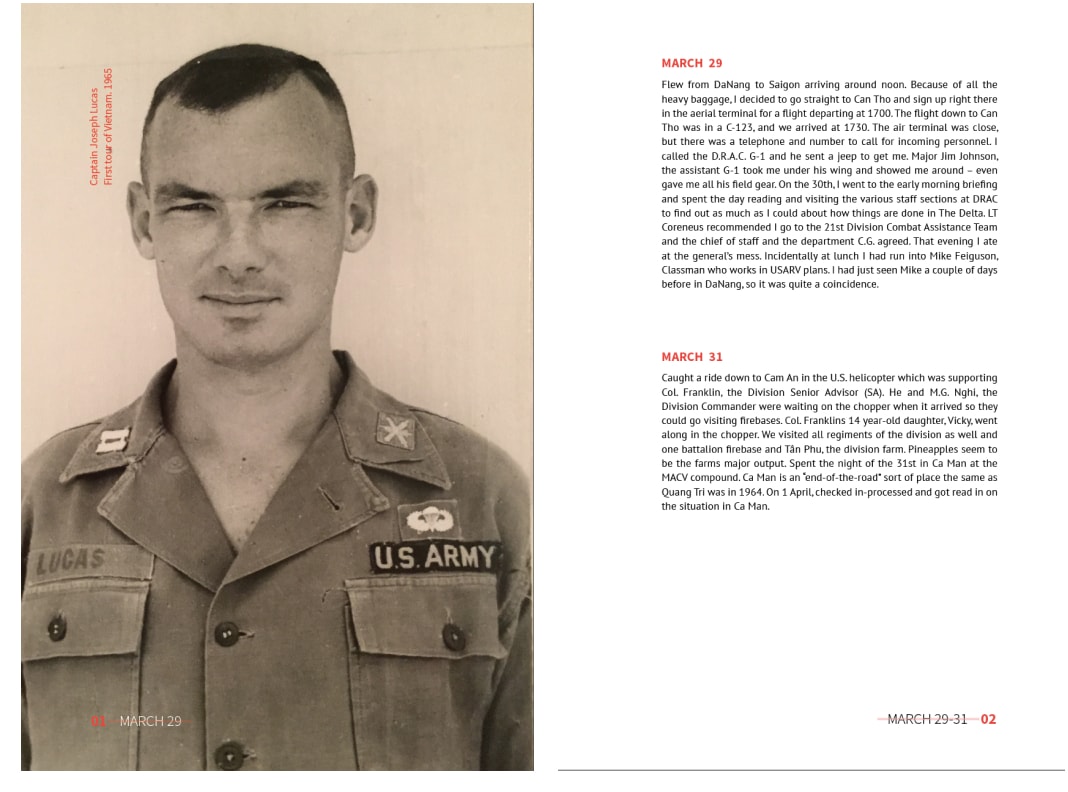 Captain Joseph Lucas
First tour of Vietnam, 1965
LUCAS
U.S. ARMY
01 MARCH 29
MARCH 29
Flew from DaNang to Saigon arriving around noon. Because of all the
heavy baggage, I decided to go straight to Can Tho and sign up right there
in the aerial terminal for a flight departing at 1700. The flight down to Can
Tho was in a C-123, and we arrived at 1730. The air terminal was close,
but there was a telephone and number to call for incoming personnel. I
called the D.R.A.C. G-1 and he sent a jeep to get me. Major Jim Johnson,
the assistant G-1 took me under his wing and showed me around – even
gave me all his field gear. On the 30th, I went to the early morning briefing
and spent the day reading and visiting the various staff sections at DRAC
to find out as much as I could about how things are done in The Delta. LT
Coreneus recommended I go to the 21st Division Combat Assistance Team
and the chief of staff and the department C.G. agreed. That evening I ate
at the general's mess. Incidentally at lunch I had run into Mike Feiguson,
Classman who works in USARV plans. I had just seen Mike a couple of days
before in DaNang, so it was quite a coincidence.
MARCH 31
Caught a ride down to Cam An in the U.S. helicopter which was supporting
Col. Franklin, the Division Senior Advisor (SA). He and M.G. Nghi, the
Division Commander were waiting on the chopper when it arrived so they
could go visiting firebases. Col. Franklins 14 year-old daughter, Vicky, went
along in the chopper. We visited all regiments of the division as well and
one battalion firebase and Tân Phu, the division farm. Pineapples seem to
be the farms major output. Spent the night of the 31st in Ca Man at the
MACV compound. Ca Man is an "end-of-the-road" sort of place the same as
Quang Tri was in 1964. On 1 April, checked in-processed and got read in on
the situation in Ca Man.
MARCH 29-31 02